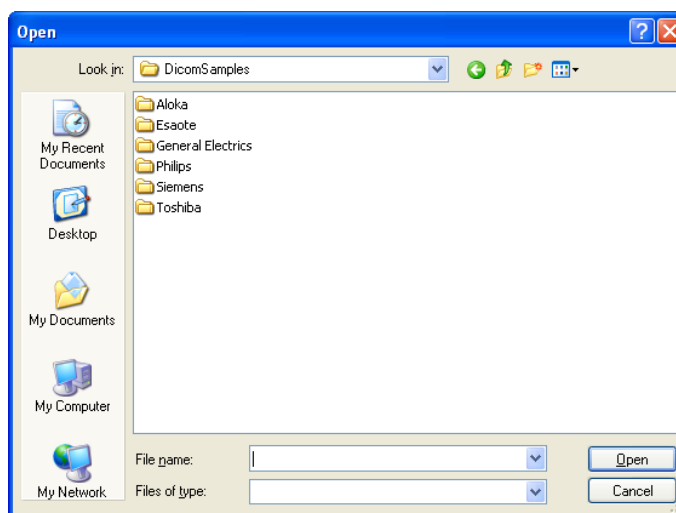 Open
Look in: DicomSamples
My Recent
Documents
Desktop
My Documents
My Computer
My Network
Aloka
Esaote
General Electrics
Philips
Siemens
Toshiba
File name: Open
Files of type: Cancel